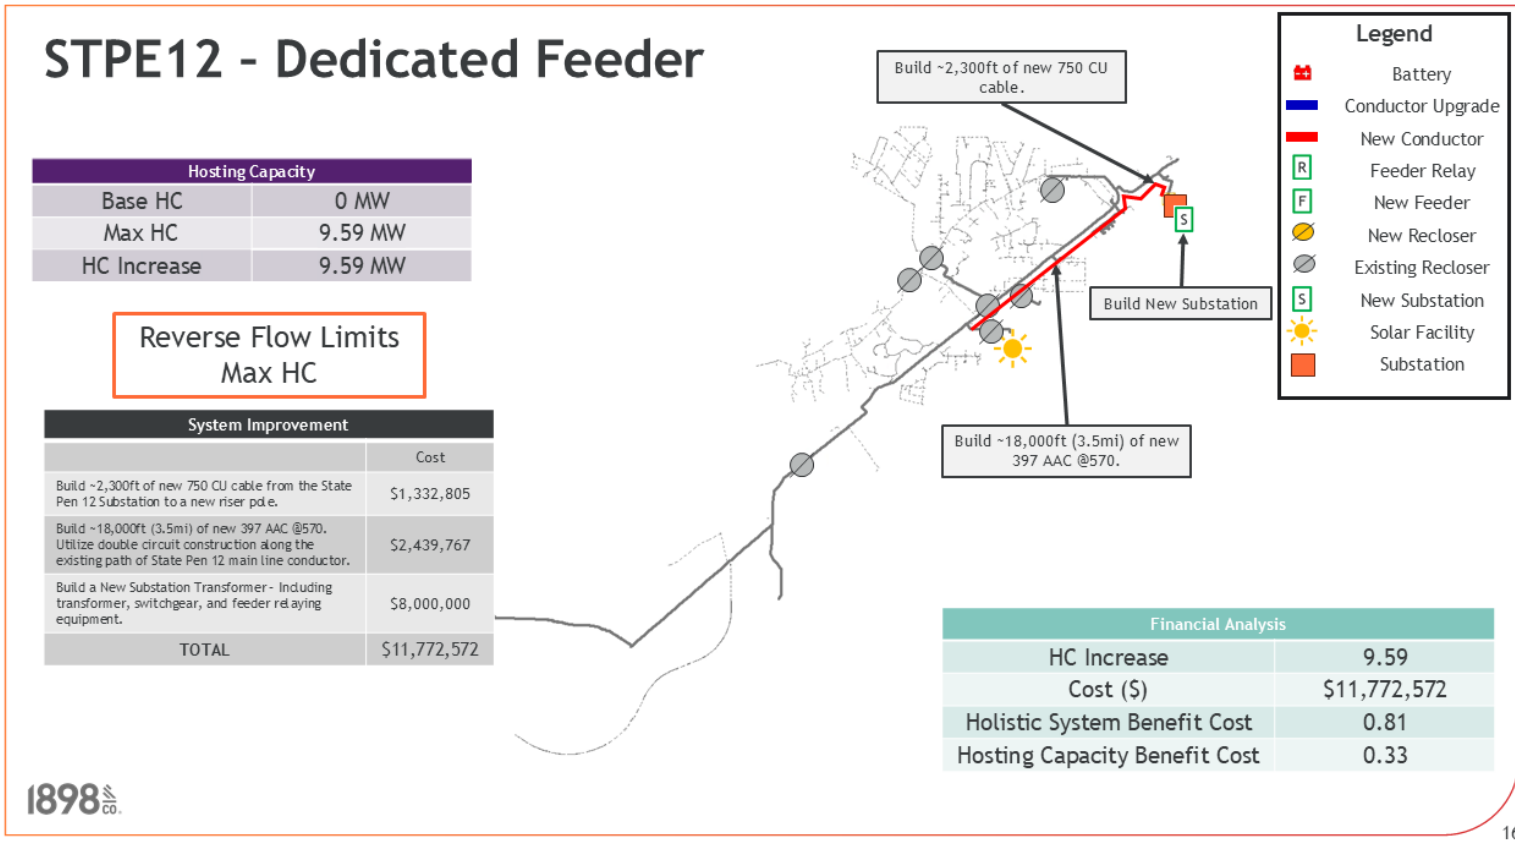 STPE12 – Dedicated Feeder
Hosting Capacity
Base HC 0 MW
Max HC 9.59 MW
HC Increase 9.59 MW
Reverse Flow Limits
Max HC
System Improvement
Cost
Build ~2,300ft of new 750 CU cable from the State
Pen 12 Substation to a new riser pole.
$1,332,805
Build ~18,000ft (3.5mi) of new 397 AAC @570.
Utilize double circuit construction along the
existing path of State Pen 12 main line conductor.
$2,439,767
Build a New Substation Transformer – Including
transformer, switchgear, and feeder relaying
equipment.
$8,000,000
TOTAL $11,772,572
Build ~2,300ft of new 750 CU
cable.
S
Build New Substation
Build ~18,000ft (3.5mi) of new
397 AAC @570.
Legend
Battery
Conductor Upgrade
New Conductor
R Feeder Relay
F New Feeder
New Recloser
Existing Recloser
S New Substation
Solar Facility
Substation
Financial Analysis
HC Increase 9.59
Cost ($) $11,772,572
Holistic System Benefit Cost 0.81
Hosting Capacity Benefit Cost 0.33
1898 & CO.
16